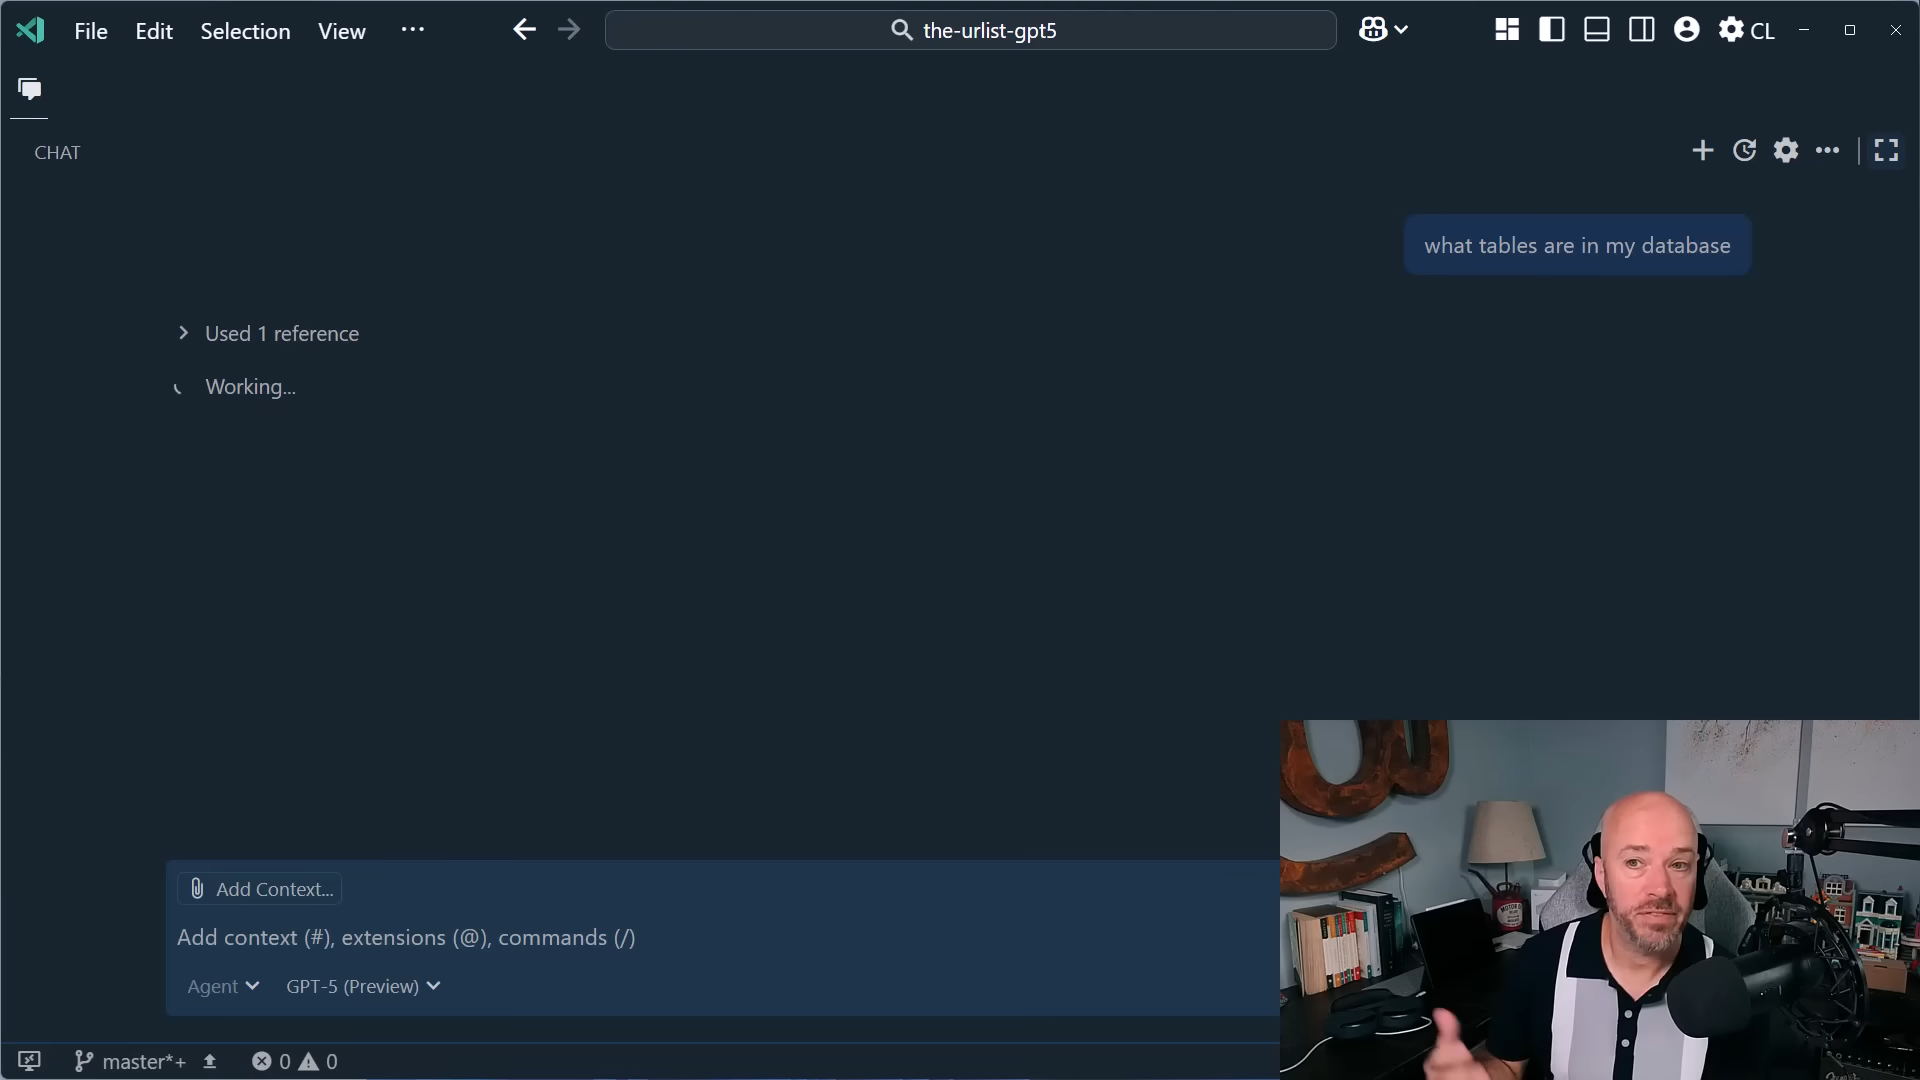 File Edit Selection View ···
the-urlist-gpt5
CL
CHAT
what tables are in my database
Used 1 reference
Working...
Add Context...
Add context (#), extensions (@), commands (/)
Agent GPT-5 (Preview)
master*+ 0 0